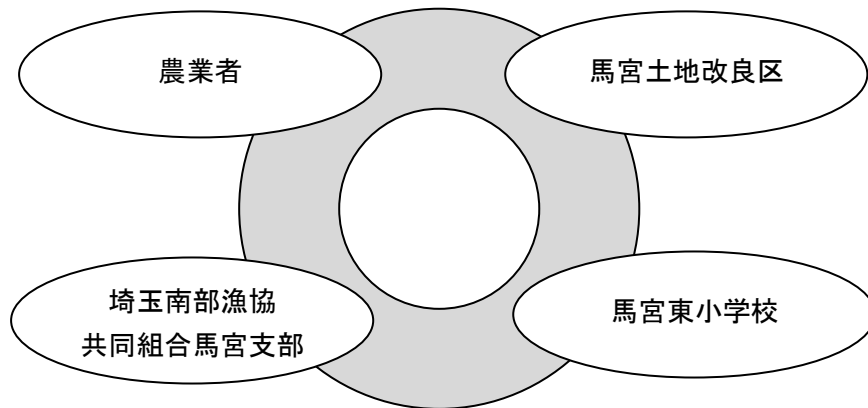 農業者
馬宮土地改良区
埼玉南部漁協
共同組合馬宮支部
馬宮東小学校